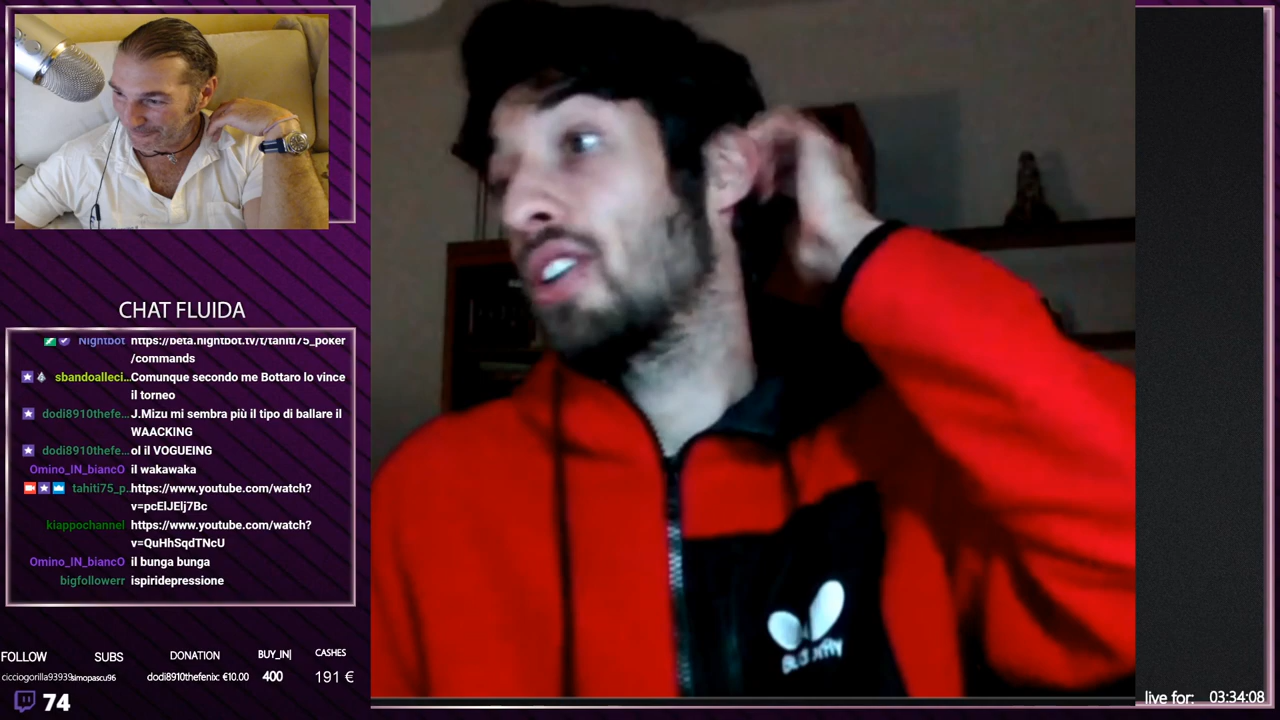 CHAT FLUIDA
Nightbot https://beta.nightbot.tv/t/tahiti75_poker
/commands
sbandoalleci... Comunque secondo me Bottaro lo vince
il torneo
dodi8910thefe... J.Mizu mi sembra più il tipo di ballare il
WAACKING
dodi8910thefe... ol il VOGUEING
Omino_IN_biancO il wakawaka
tahiti75_p... https://www.youtube.com/watch?
v=pcElJElj7Bc
kiappochannel https://www.youtube.com/watch?
v=QuHhSqdTNcU
Omino_IN_biancO il bunga bunga
bigfollowerr ispiridepressione
FOLLOW SUBS DONATION BUY_IN| CASHES
cicciogorilla93939 simopascu96 dodi8910thefenix: €10.00 400 191 €
74
live for: 03:34:08